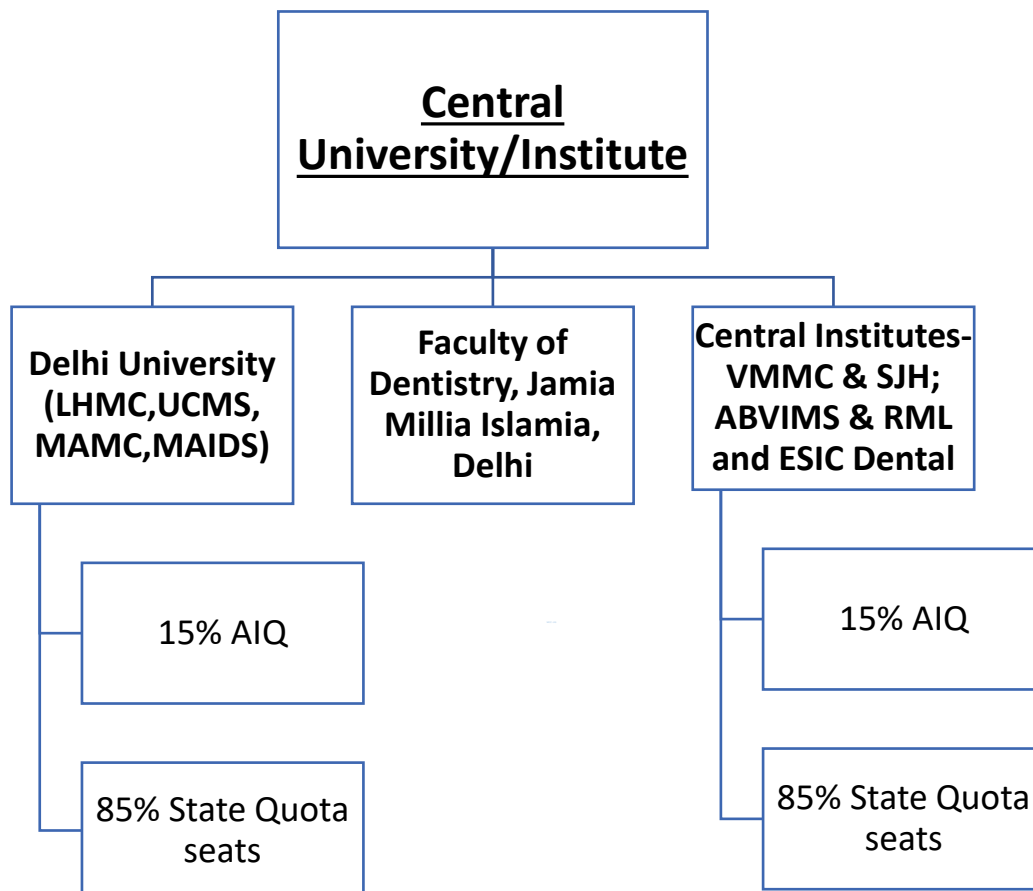 Central
University/Institute
Delhi University
(LHMC,UCMS,
MAMC,MAIDS)
15% AIQ
85% State Quota
seats
Faculty of
Dentistry, Jamia
Millia Islamia,
Delhi
Central Institutes-
VMMC & SJH;
ABVIMS & RML
and ESIC Dental
15% AIQ
85% State Quota
seats